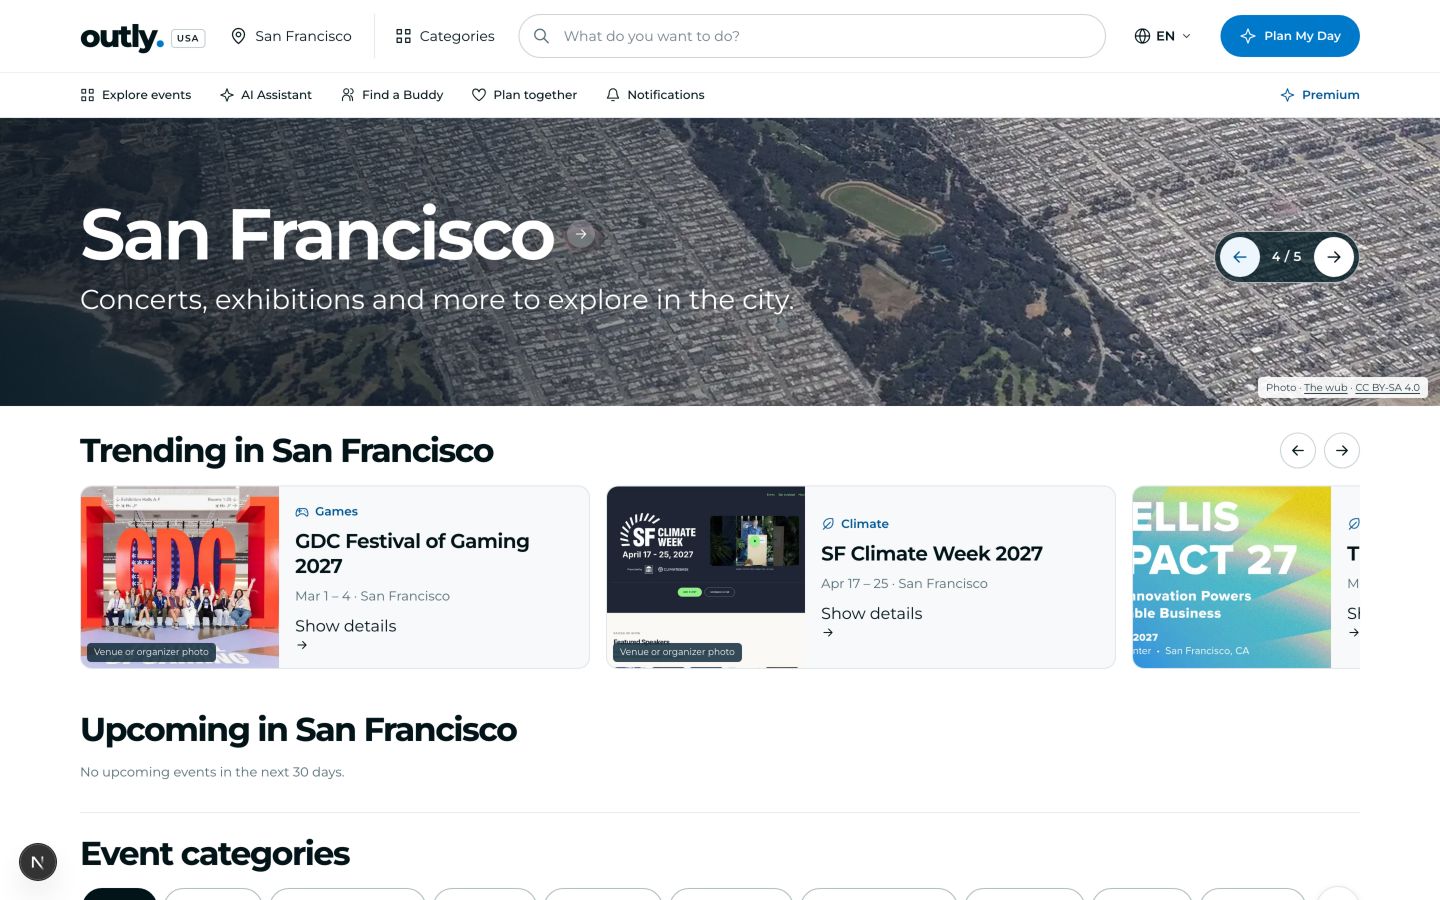 outly.
USA
San Francisco
Categories
What do you want to do?
EN
Plan My Day
Explore events
AI Assistant
Find a Buddy
Plan together
Notifications
Premium
San Francisco
Concerts, exhibitions and more to explore in the city.
4 / 5
Photo · The wub · CC BY-SA 4.0
Trending in San Francisco
GDC
Venue or organizer photo
Games
GDC Festival of Gaming
2027
Mar 1 – 4 · San Francisco
Show details
SF CLIMATE
WEEK
April 17 - 25, 2027
Venue or organizer photo
Climate
SF Climate Week 2027
Apr 17 – 25 · San Francisco
Show details
ELLIS
PACT 27
nnovation Powers
ble Business
2027
nter • San Francisco, CA
T
M
Upcoming in San Francisco
No upcoming events in the next 30 days.
Event categories
N